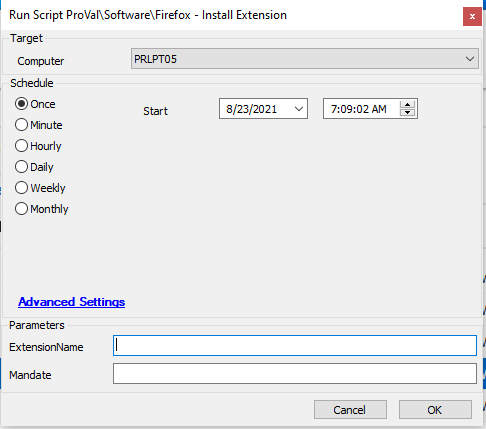 Run Script ProVal\Software\Firefox - Install Extension
x
Target
Computer
PRLPT05
Schedule
Once
Start
8/23/2021
7:09:02 AM
Minute
Hourly
Daily
Weekly
Monthly
Advanced Settings
Parameters
ExtensionName
Mandate
Cancel
OK